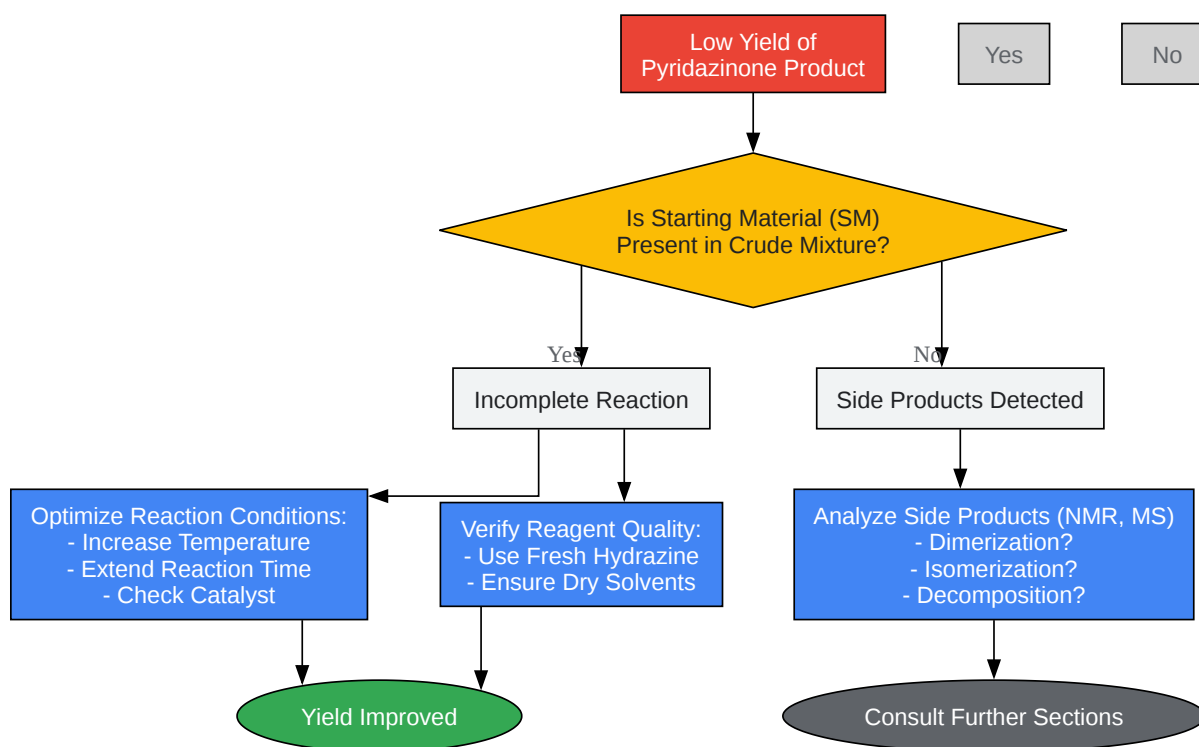 Low Yield of
Pyridazinone Product
Yes
No
Is Starting Material (SM)
Present in Crude Mixture?
Yes
No
Incomplete Reaction
Side Products Detected
Optimize Reaction Conditions:
- Increase Temperature
- Extend Reaction Time
- Check Catalyst
Verify Reagent Quality:
- Use Fresh Hydrazine
- Ensure Dry Solvents
Analyze Side Products (NMR, MS)
- Dimerization?
- Isomerization?
- Decomposition?
Yield Improved
Consult Further Sections